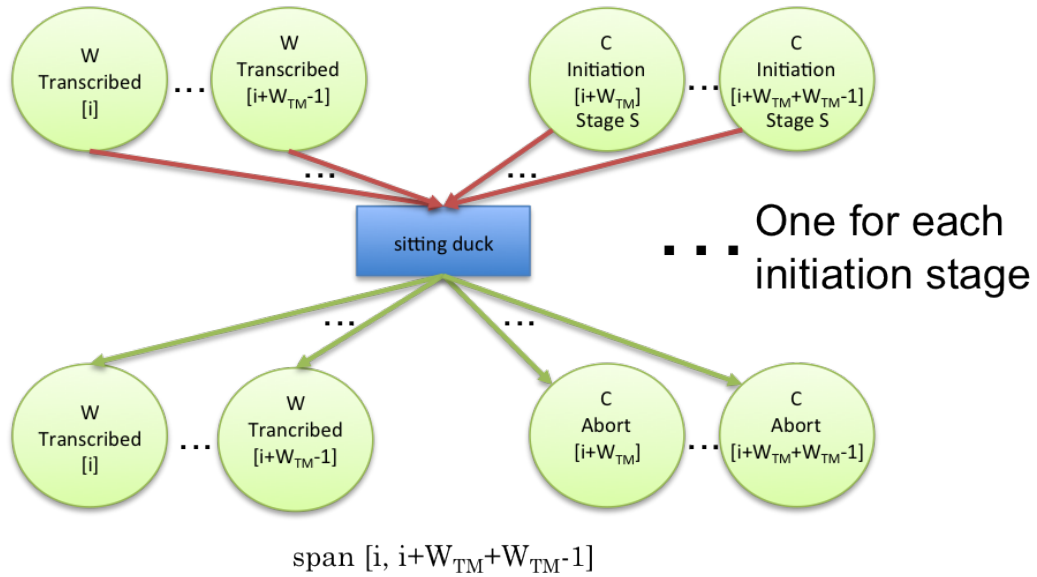 W
Transcribed
[i]
...
W
Transcribed
[i+W_TM-1]
C
Initiation
[i+W_TM]
Stage S
...
C
Initiation
[i+W_TM+W_TM-1]
Stage S
...
...
sitting duck
... One for each
initiation stage
...
...
W
Transcribed
[i]
...
W
Trancribed
[i+W_TM-1]
C
Abort
[i+W_TM]
...
C
Abort
[i+W_TM+W_TM-1]
span [i, i+W_TM+W_TM-1]